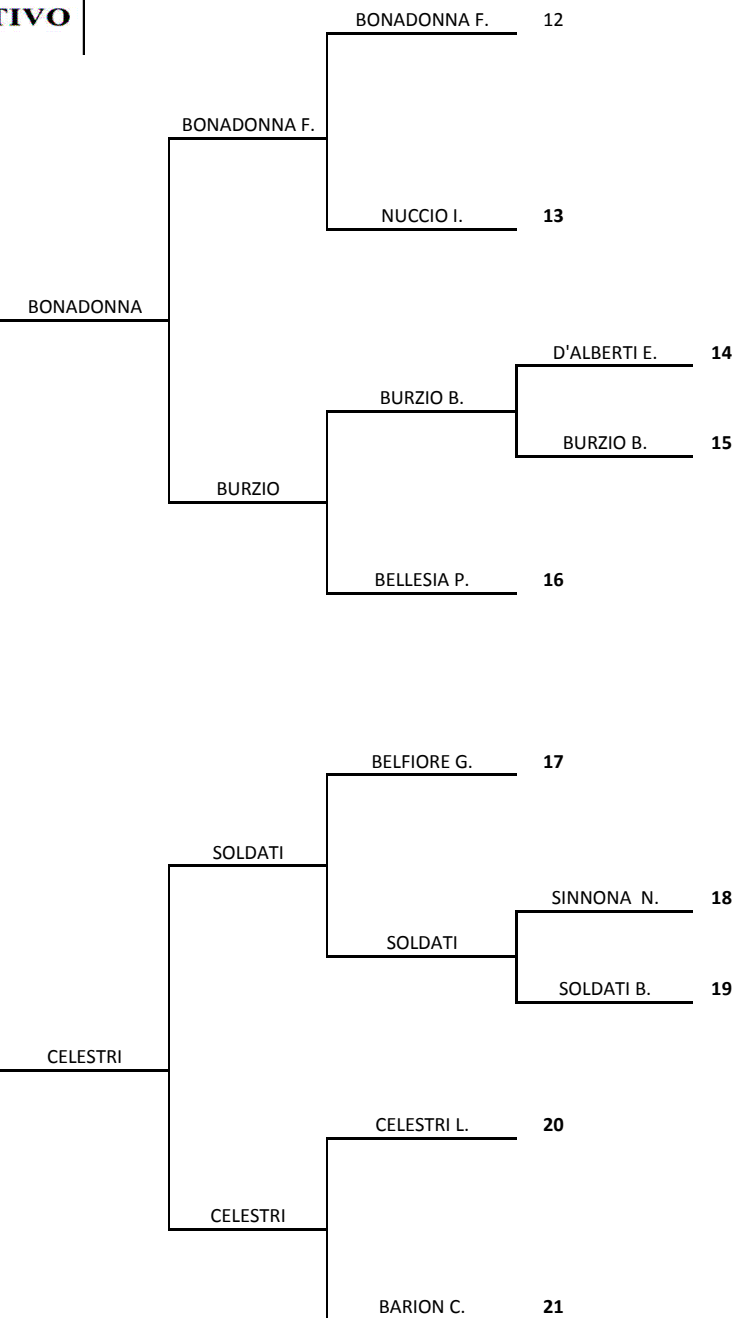 TIVO
BONADONNA F. 12
BONADONNA F.
NUCCIO I. 13
BONADONNA
D'ALBERTI E. 14
BURZIO B.
BURZIO B. 15
BURZIO
BELLESIA P. 16
BELFIORE G. 17
SOLDATI
SINNONA N. 18
SOLDATI
SOLDATI B. 19
CELESTRI
CELESTRI L. 20
CELESTRI
BARION C. 21